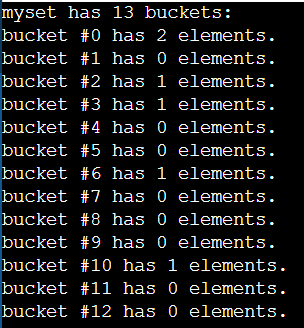 myset has 13 buckets:
bucket #0 has 2 elements.
bucket #1 has 0 elements.
bucket #2 has 1 elements.
bucket #3 has 1 elements.
bucket #4 has 0 elements.
bucket #5 has 0 elements.
bucket #6 has 1 elements.
bucket #7 has 0 elements.
bucket #8 has 0 elements.
bucket #9 has 0 elements.
bucket #10 has 1 elements.
bucket #11 has 0 elements.
bucket #12 has 0 elements.